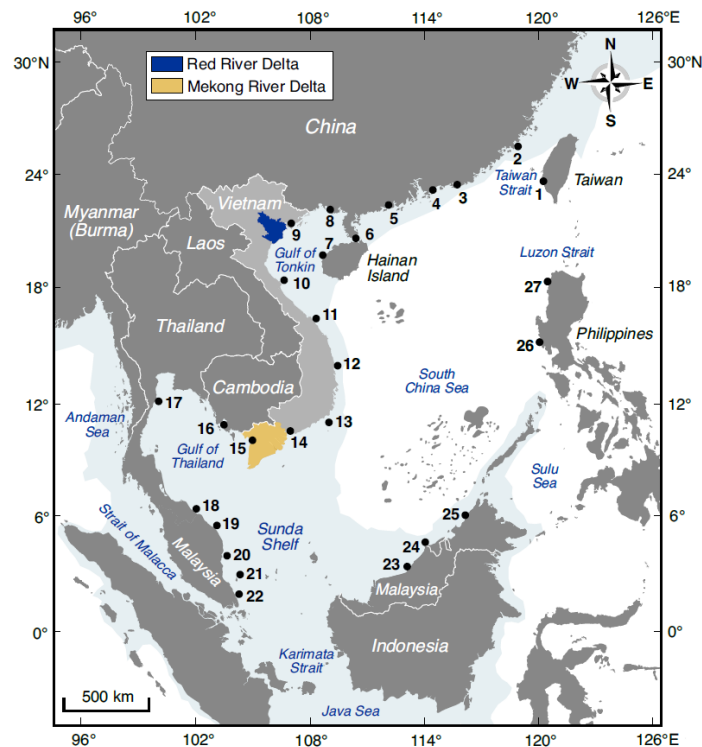 96°
102°
108°
114°
120°
126°E
30°N
30°N
Red River Delta
Mekong River Delta
N
W
E
S
China
2
24°
24°
Taiwan
Strait
1
Taiwan
Vietnam
8
5
4
3
Myanmar
(Burma)
9
6
Laos
7
Gulf of
Tonkin
Hainan
Island
Luzon Strait
10
18°
18°
27
11
Thailand
Philippines
26
12
South
China Sea
Cambodia
17
12°
12°
Andaman
Sea
16
13
14
15
Gulf of
Thailand
Sulu
Sea
18
25
6°
6°
19
Sunda
Shelf
Strait of Malacca
Malaysia
24
20
23
21
Malaysia
22
0°
0°
Indonesia
Karimata
Strait
500 km
Java Sea
96°
102°
108°
114°
120°
126°E